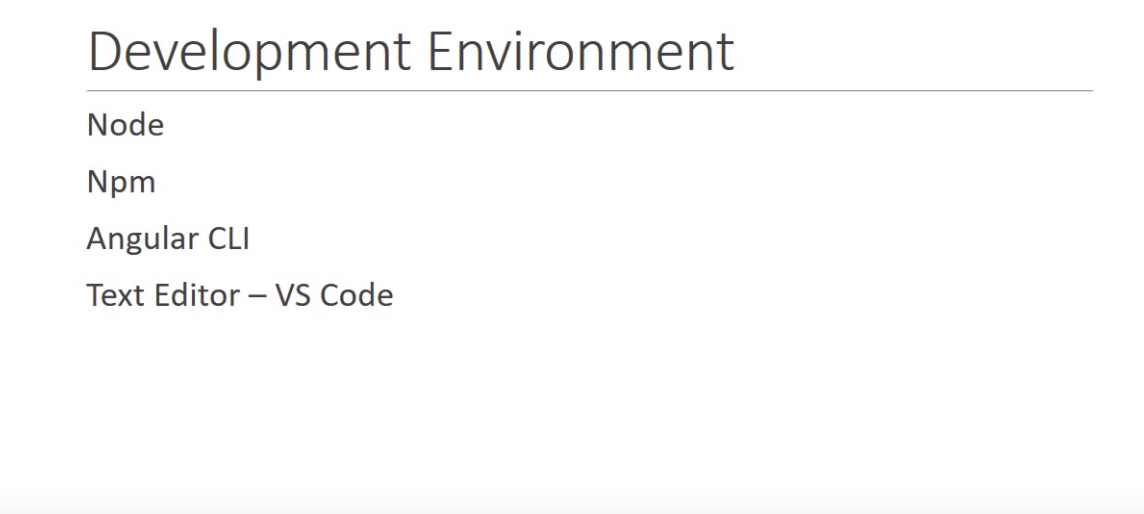 Development Environment
Node
Npm
Angular CLI
Text Editor – VS Code